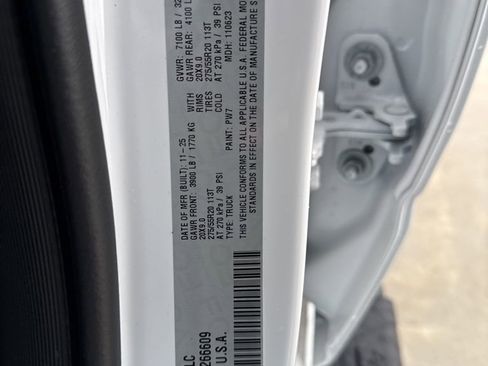 DATE OF MFR (BUILT): 11-25 GVWR: 7100 LB / 32
GAWR FRONT: 3900 LB / 1770 KG WITH GAWR REAR: 4100 L
20X9.0 RIMS 20X9.0
275/55R20 113T TIRES 275/55R20 113T
AT 270 kPa / 39 PSI COLD AT 270 kPa / 39 PSI
TYPE: TRUCK PAINT: PW7 MDH: 110623
THIS VEHICLE CONFORMS TO ALL APPLICABLE U.S.A. FEDERAL MO
STANDARDS IN EFFECT ON THE DATE OF MANUFACTURE S
LC
266609
U.S.A.